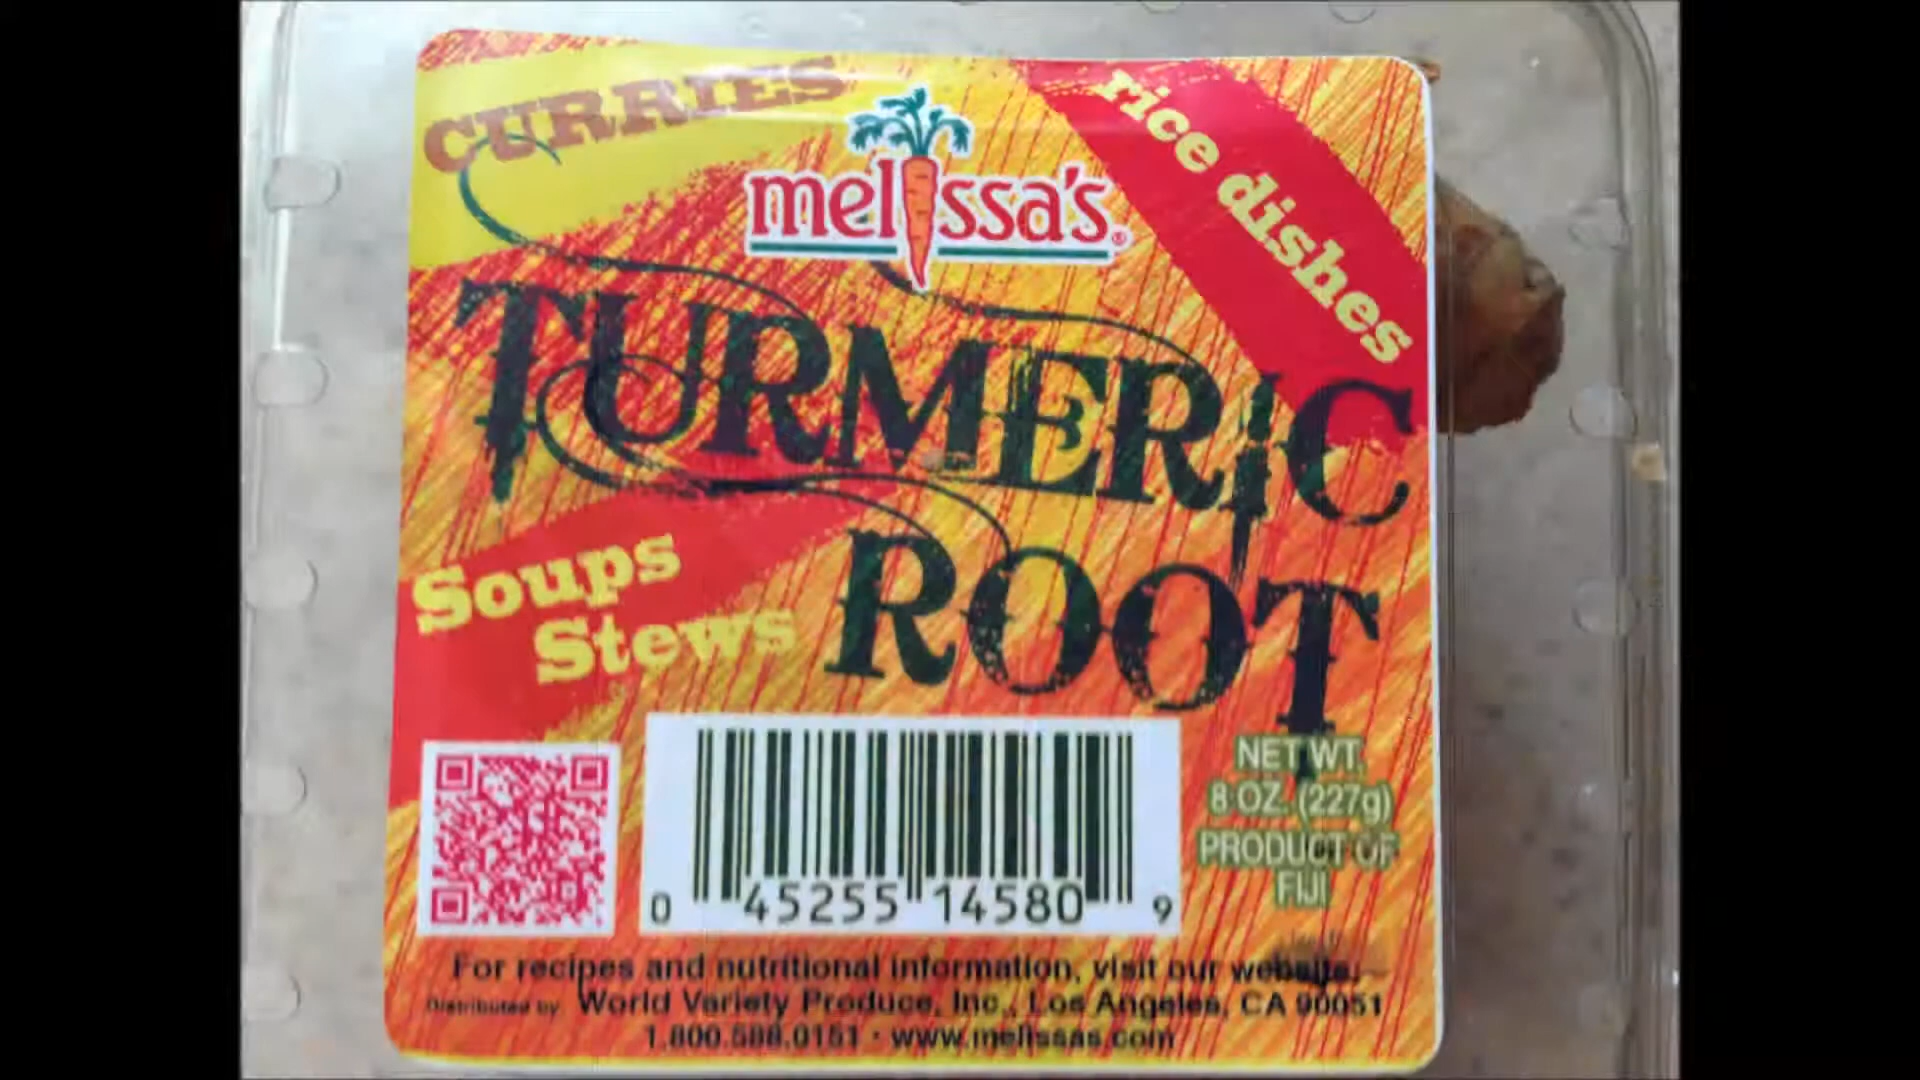 CURRIES
melissa's®
rice dishes
TURMERIC
ROOT
Soups
Stews
NET WT.
8 OZ. (227g)
PRODUCT OF
FIJI
0 45255 14580 9
For recipes and nutritional information, visit our website.
Distributed by: World Variety Produce, Inc., Los Angeles, CA 90051
1.800.588.0151 · www.melissas.com